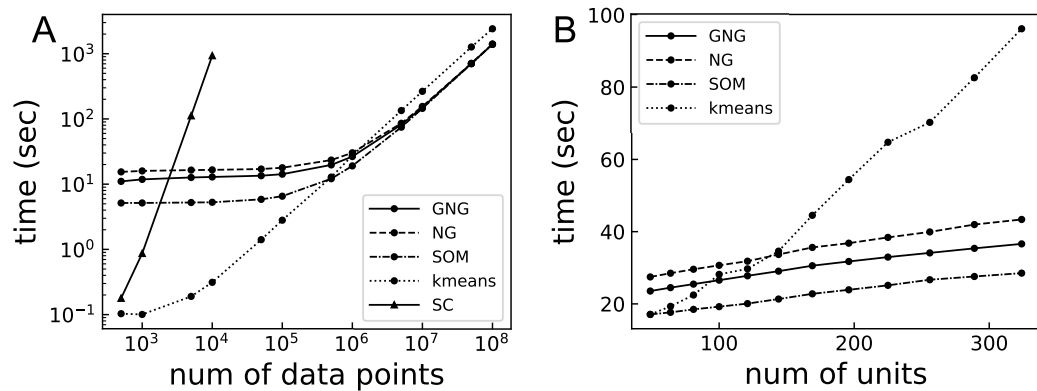 A
time (sec)
10³
10²
10¹
10⁰
10⁻¹
GNG
NG
SOM
kmeans
SC
10³ 10⁴ 10⁵ 10⁶ 10⁷ 10⁸
num of data points
B
time (sec)
100
80
60
40
20
GNG
NG
SOM
kmeans
100 200 300
num of units